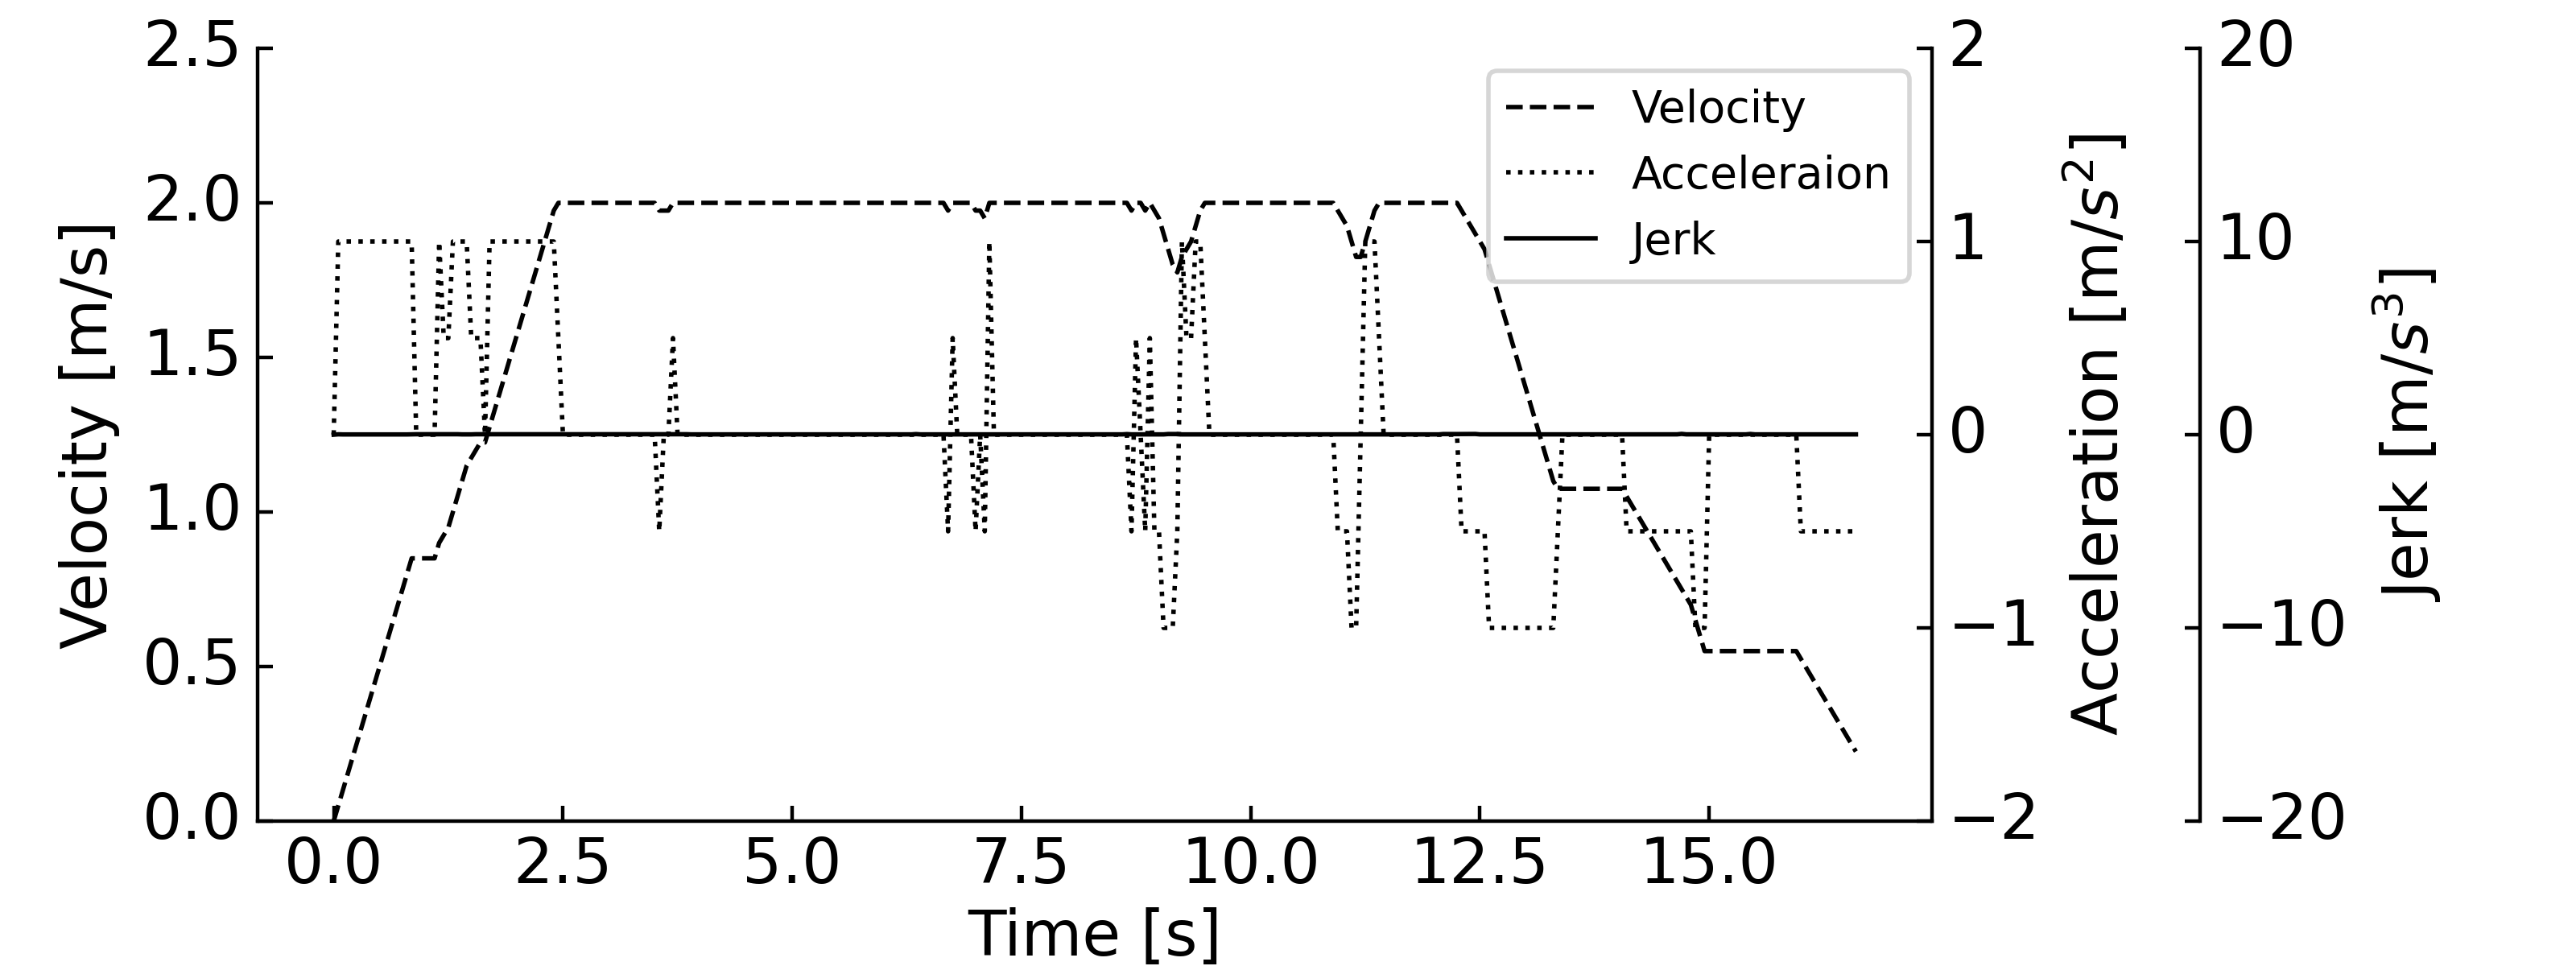 2.5
2.0
1.5
1.0
0.5
0.0
Velocity [m/s]
0.0 2.5 5.0 7.5 10.0 12.5 15.0
Time [s]
Velocity
Acceleraion
Jerk
2
1
0
−1
−2
Acceleration [m/s²]
20
10
0
−10
−20
Jerk [m/s³]